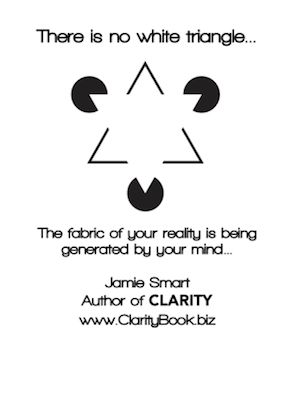 There is no white triangle...
The fabric of your reality is being
generated by your mind...
Jamie Smart
Author of CLARITY
www.ClarityBook.biz